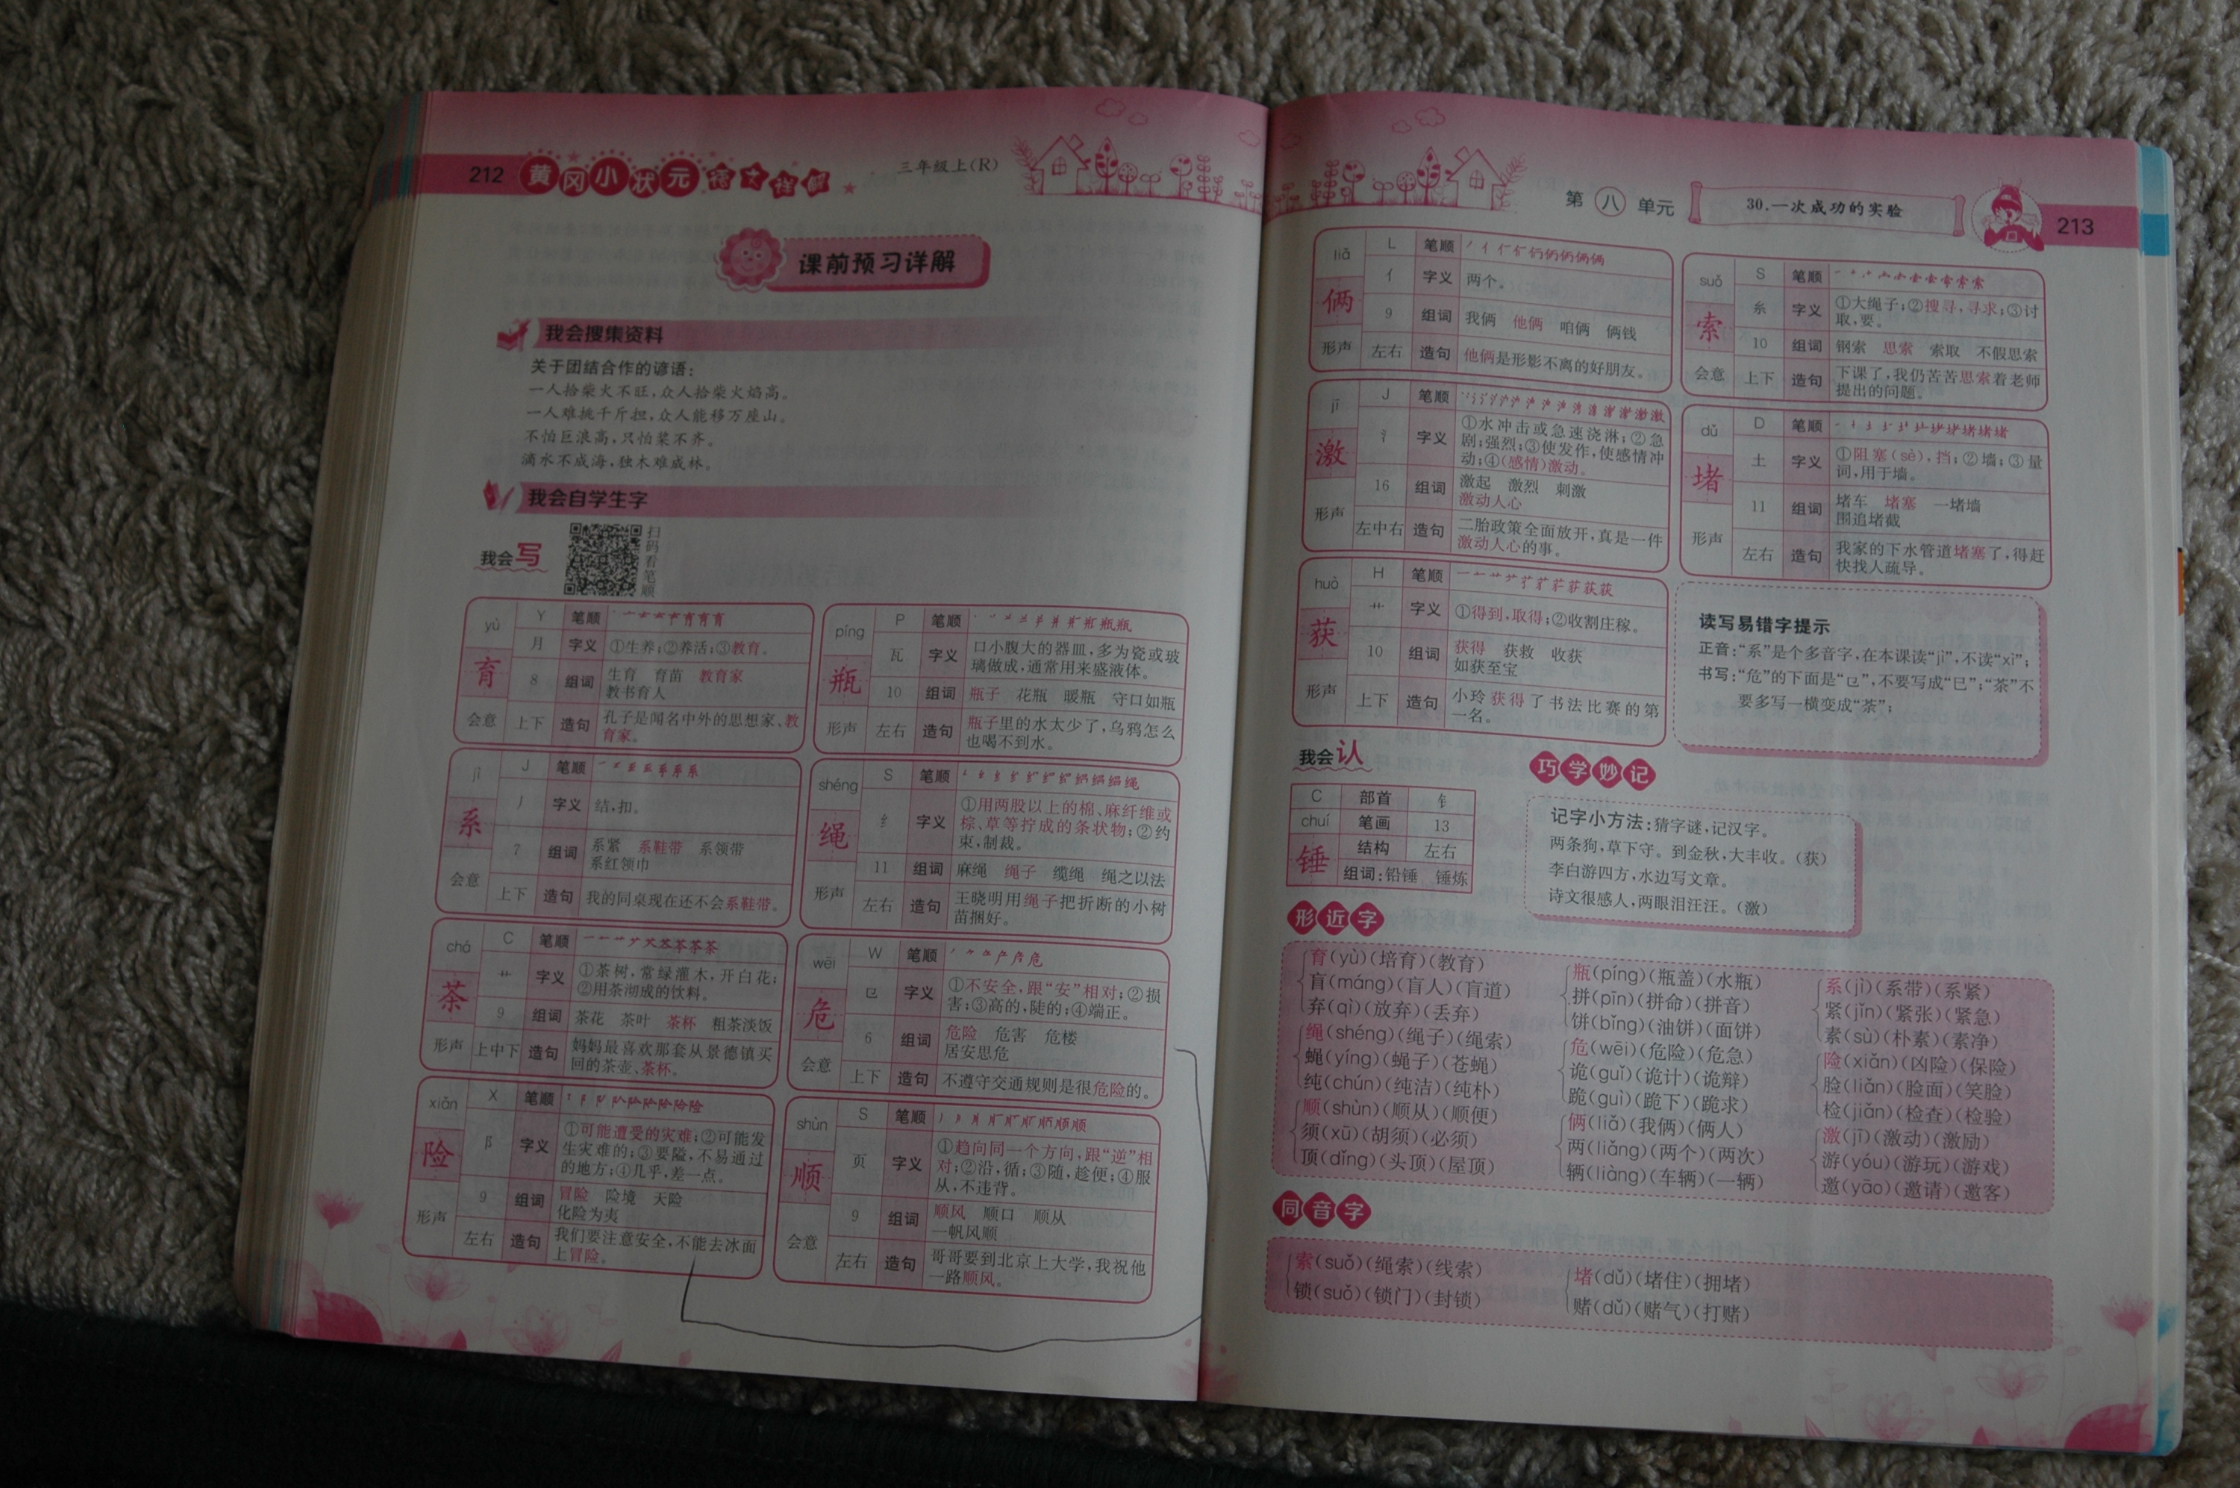 212
黄冈小状元
三年级上(R)
课前预习详解
我会搜集资料
关于团结合作的谚语：
一人拾柴火不旺，众人拾柴火焰高。
一人难挑千斤担，众人能移万座山。
不怕巨浪高，只怕桨不齐。
滴水不成海，独木难成林。
我会自学生字
我会写
扫码看笔顺
yù Y 笔顺
育 月 字义 ①生养；②养活；③教育。
8 组词 生育 育苗 教育家
教书育人
会意 上下 造句 孔子是闻名中外的思想家、教
育家。
píng P 笔顺
瓶 瓦 字义 口小腹大的器皿，多为瓷或玻
璃做成，通常用来盛液体。
10 组词 瓶子 花瓶 暖瓶 守口如瓶
形声 左右 造句 瓶子里的水太少了，乌鸦怎么
也喝不到水。
jì J 笔顺
系 丿 字义 结，扣。
7 组词 系紧 系鞋带 系领带
系红领巾
会意 上下 造句 我的同桌现在还不会系鞋带。
shéng S 笔顺
绳 纟 字义 ①用两股以上的棉、麻纤维或
棕、草等拧成的条状物；②约
束，制裁。
11 组词 麻绳 绳子 缆绳 绳之以法
形声 左右 造句 王晓明用绳子把折断的小树
苗捆好。
chá C 笔顺
茶 艹 字义 ①茶树，常绿灌木，开白花；
②用茶沏成的饮料。
9 组词 茶花 茶叶 茶杯 粗茶淡饭
形声 上中下 造句 妈妈最喜欢那套从景德镇买
回的茶壶、茶杯。
wēi W 笔顺
危 㔾 字义 ①不安全，跟“安”相对；②损
害；③高的，陡的；④端正。
6 组词 危险 危害 危楼
居安思危
会意 上下 造句 不遵守交通规则是很危险的。
xiǎn X 笔顺
险 阝 字义 ①可能遭受的灾难；②可能发
生灾难的；③要险，不易通过
的地方；④几乎，差一点。
9 组词 冒险 险境 天险
化险为夷
形声 左右 造句 我们要注意安全，不能去冰面
上冒险。
shùn S 笔顺
顺 页 字义 ①趋向同一个方向，跟“逆”相
对；②沿，循；③随，趁便；④服
从，不违背。
9 组词 顺风 顺口 顺从
一帆风顺
会意 左右 造句 哥哥要到北京上大学，我祝他
一路顺风。
第八单元
30.一次成功的实验
213
liǎ L 笔顺
俩 亻 字义 两个。
9 组词 我俩 他俩 咱俩 俩钱
形声 左右 造句 他俩是形影不离的好朋友。
suǒ S 笔顺
索 糸 字义 ①大绳子；②搜寻，寻求；③讨
取，要。
10 组词 钢索 思索 索取 不假思索
会意 上下 造句 下课了，我仍苦苦思索着老师
提出的问题。
jī J 笔顺
激 氵 字义 ①水冲击或急速浇淋；②急
剧；强烈；③使发作，使感情冲
动；④(感情)激动。
16 组词 激起 激烈 刺激
激动人心
形声 左中右 造句 二胎政策全面放开，真是一件
激动人心的事。
dǔ D 笔顺
堵 土 字义 ①阻塞(sè)，挡；②墙；③量
词，用于墙。
11 组词 堵车 堵塞 一堵墙
围追堵截
形声 左右 造句 我家的下水管道堵塞了，得赶
快找人疏导。
huò H 笔顺
获 艹 字义 ①得到，取得；②收割庄稼。
10 组词 获得 获救 收获
如获至宝
形声 上下 造句 小玲获得了书法比赛的第
一名。
读写易错字提示
正音：“系”是个多音字，在本课读“jì”，不读“xì”；
书写：“危”的下面是“㔾”，不要写成“巳”；“茶”不
要多写一横变成“荼”；
我会认
C 部首 钅
chuí 笔画 13
锤 结构 左右
组词：铅锤 锤炼
巧学妙记
记字小方法：猜字谜，记汉字。
两条狗，草下守。到金秋，大丰收。(获)
李白游四方，水边写文章。
诗文很感人，两眼泪汪汪。(激)
形近字
育(yù)(培育)(教育)
盲(máng)(盲人)(盲道)
弃(qì)(放弃)(丢弃)
绳(shéng)(绳子)(绳索)
蝇(yíng)(蝇子)(苍蝇)
纯(chún)(纯洁)(纯朴)
顺(shùn)(顺从)(顺便)
须(xū)(胡须)(必须)
顶(dǐng)(头顶)(屋顶)
瓶(píng)(瓶盖)(水瓶)
拼(pīn)(拼命)(拼音)
饼(bǐng)(油饼)(面饼)
危(wēi)(危险)(危急)
诡(guǐ)(诡计)(诡辩)
跪(guì)(跪下)(跪求)
俩(liǎ)(我俩)(俩人)
两(liǎng)(两个)(两次)
辆(liàng)(车辆)(一辆)
系(jì)(系带)(系紧)
紧(jǐn)(紧张)(紧急)
素(sù)(朴素)(素净)
险(xiǎn)(凶险)(保险)
脸(liǎn)(脸面)(笑脸)
检(jiǎn)(检查)(检验)
激(jī)(激动)(激励)
游(yóu)(游玩)(游戏)
邀(yāo)(邀请)(邀客)
同音字
索(suǒ)(绳索)(线索)
锁(suǒ)(锁门)(封锁)
堵(dǔ)(堵住)(拥堵)
赌(dǔ)(赌气)(打赌)